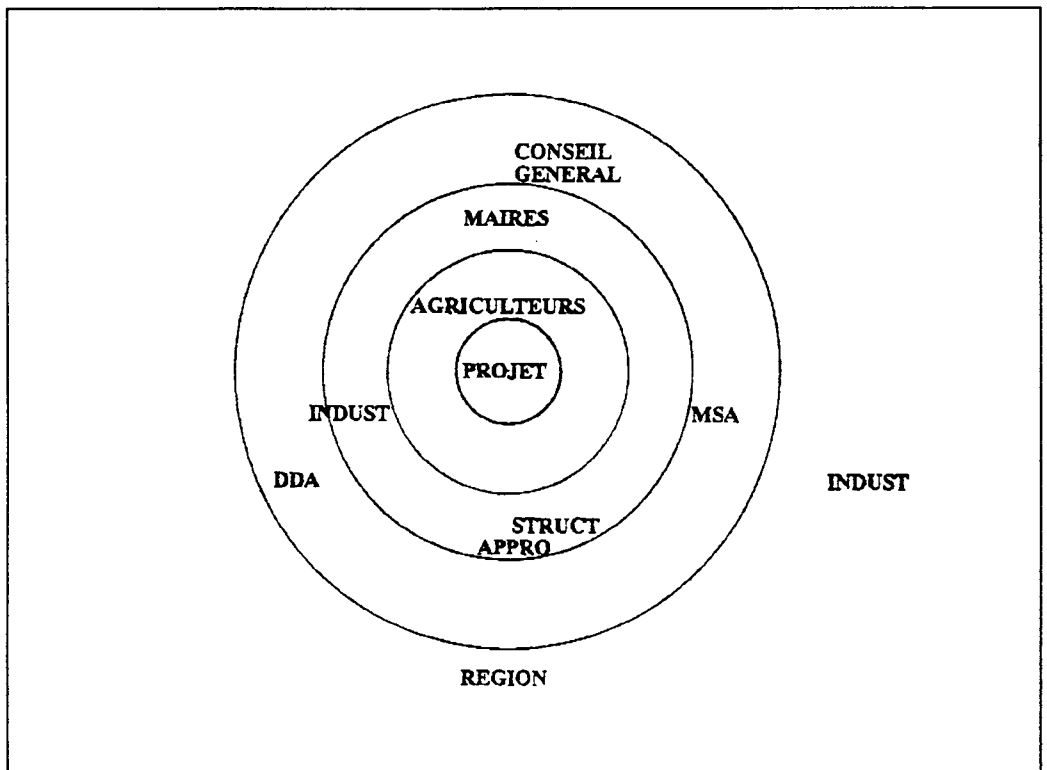 CONSEIL
GENERAL
MAIRES
AGRICULTEURS
PROJET
INDUST
MSA
DDA
INDUST
STRUCT
APPRO
REGION